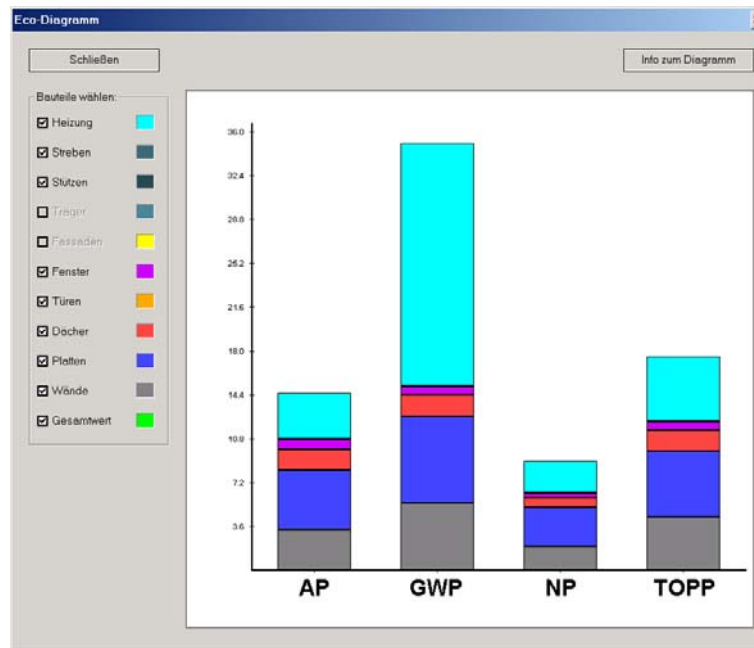 Eco-Diagramm
Schließen
Info zum Diagramm
Bauteile wählen:
Heizung
Streben
Stützen
Träger
Fassaden
Fenster
Türen
Dächer
Platten
Wände
Gesamtwert
36.0
32.4
28.8
25.2
21.6
18.0
14.4
10.8
7.2
3.6
AP GWP NP TOPP